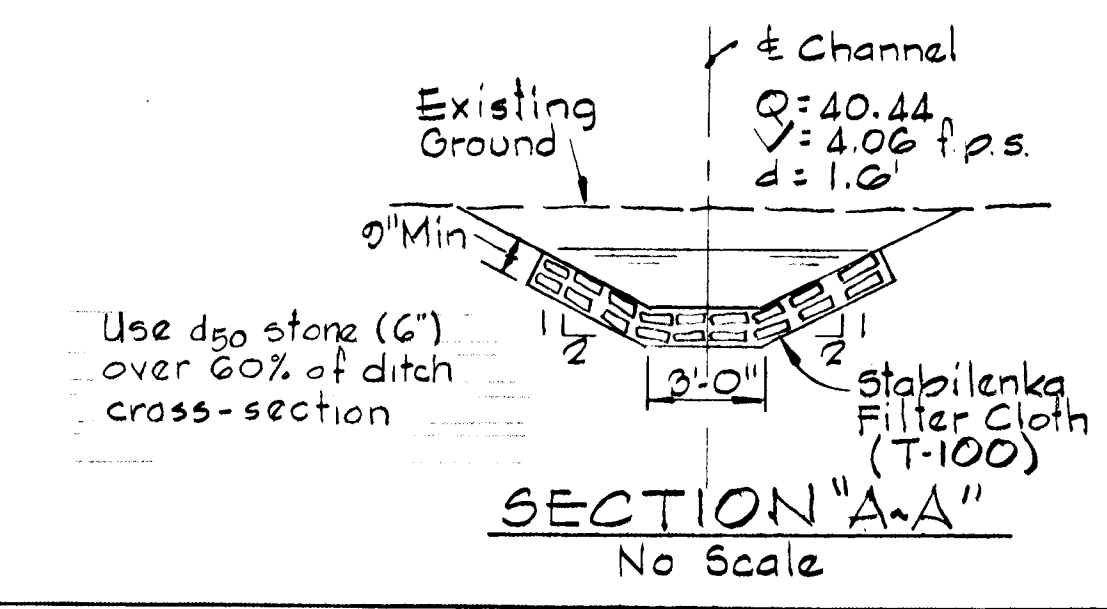 ℄ Channel
Q = 40.44
V = 4.06 f.p.s.
d = 1.6'
Existing
Ground
9"Min
Use d50 stone (6")
over 60% of ditch
cross-section
1
2
3'-0"
2
1
Stabilenka
Filter Cloth
(T-100)
SECTION "A-A"
No Scale